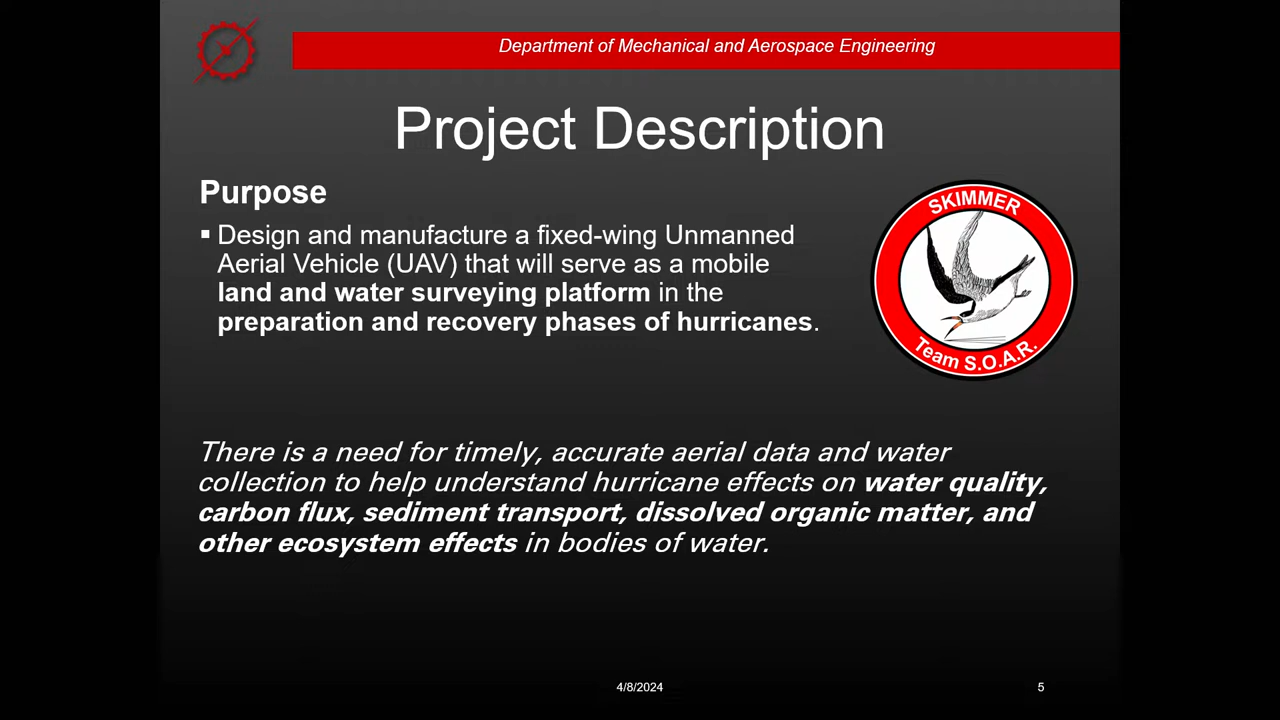 Department of Mechanical and Aerospace Engineering
Project Description
Purpose
▪ Design and manufacture a fixed-wing Unmanned
Aerial Vehicle (UAV) that will serve as a mobile
land and water surveying platform in the
preparation and recovery phases of hurricanes.
SKIMMER
Team S.O.A.R.
There is a need for timely, accurate aerial data and water
collection to help understand hurricane effects on water quality,
carbon flux, sediment transport, dissolved organic matter, and
other ecosystem effects in bodies of water.
4/8/2024
5